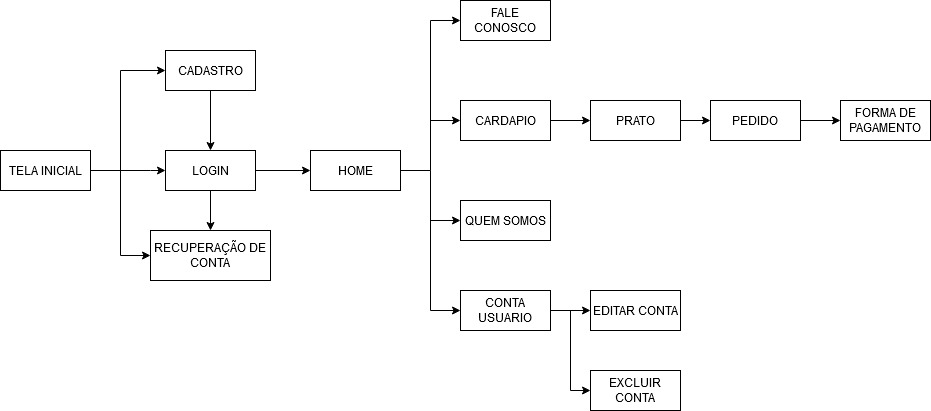 FALE
CONOSCO
CADASTRO
CARDAPIO
PRATO
PEDIDO
FORMA DE
PAGAMENTO
TELA INICIAL
LOGIN
HOME
QUEM SOMOS
RECUPERAÇÃO DE
CONTA
CONTA
USUARIO
EDITAR CONTA
EXCLUIR
CONTA